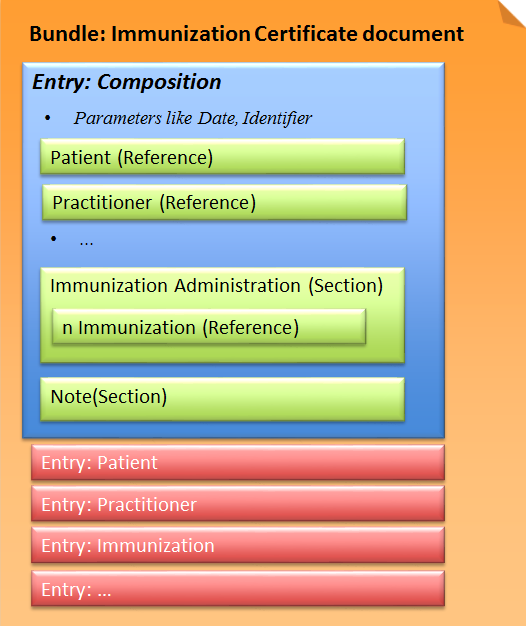 Bundle: Immunization Certificate document
Entry: Composition
• Parameters like Date, Identifier
Patient (Reference)
Practitioner (Reference)
• ...
Immunization Administration (Section)
n Immunization (Reference)
Note(Section)
Entry: Patient
Entry: Practitioner
Entry: Immunization
Entry: ...